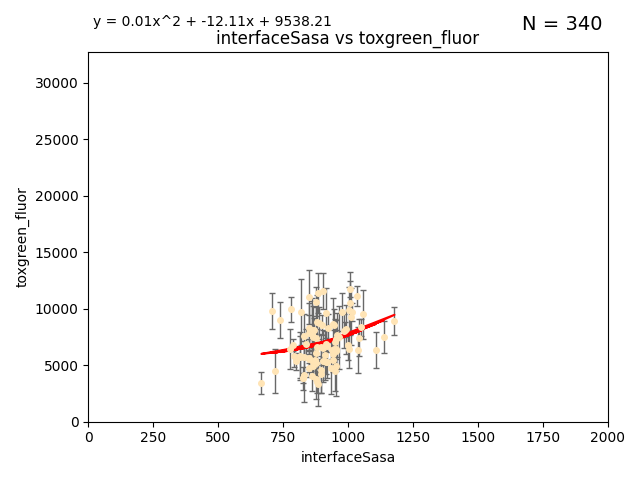 y = 0.01x^2 + -12.11x + 9538.21
N = 340
interfaceSasa vs toxgreen_fluor
30000
25000
20000
15000
10000
5000
0
toxgreen_fluor
0 250 500 750 1000 1250 1500 1750 2000
interfaceSasa